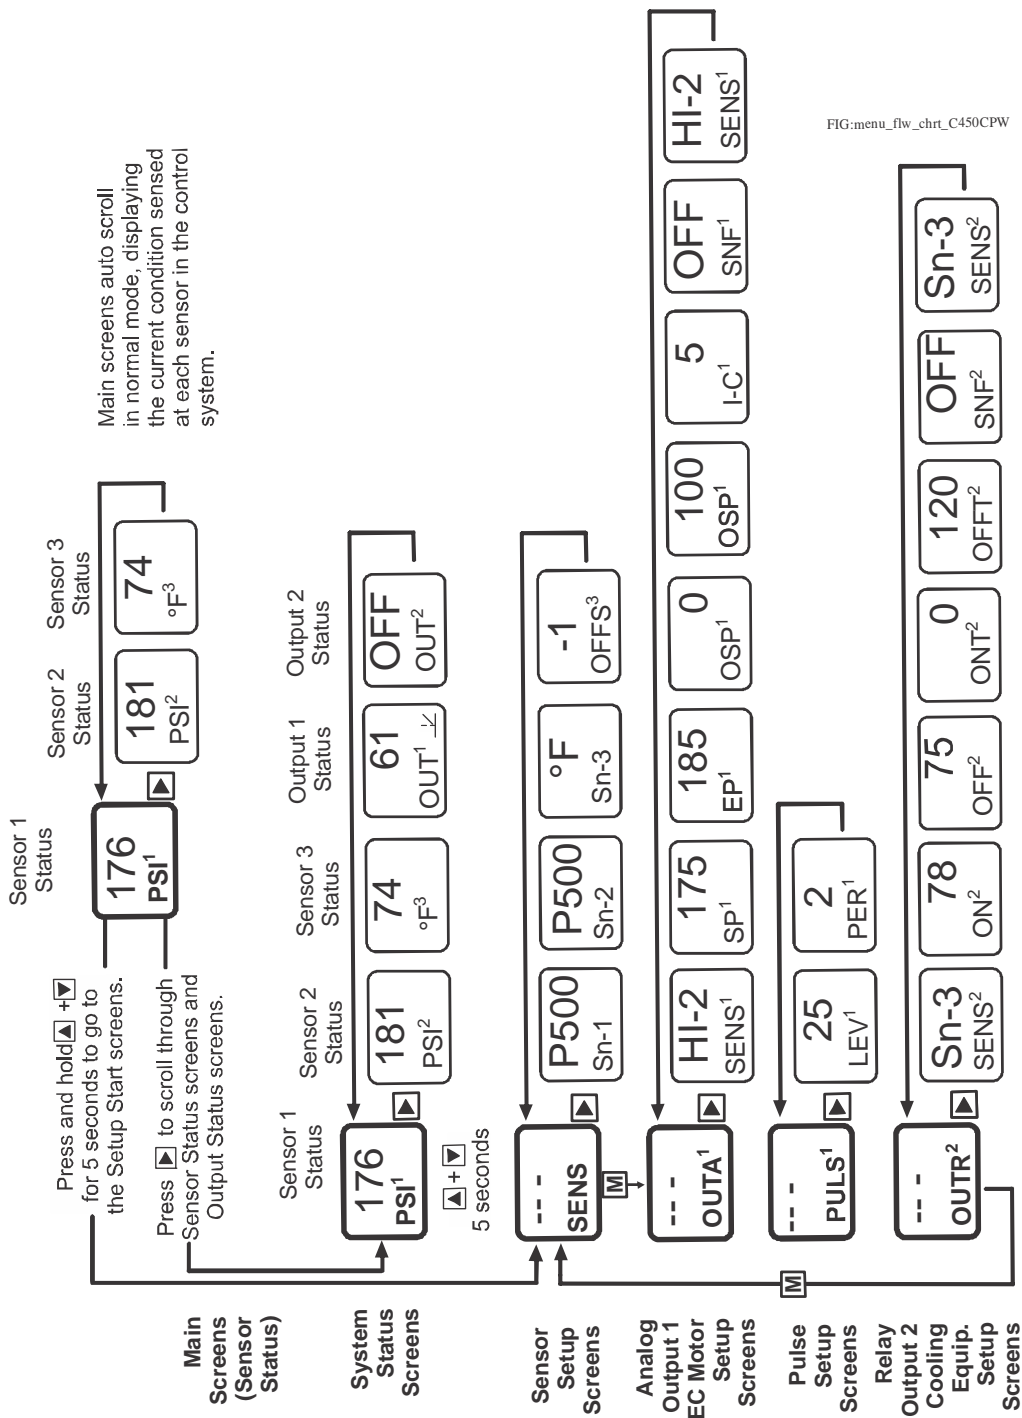 Main screens auto scroll
in normal mode, displaying
the current condition sensed
at each sensor in the control
system.
FIG:menu_flw_chrt_C450CPW
Press and hold ▲ + ▼
for 5 seconds to go to
the Setup Start screens.
Press ▶ to scroll through
Sensor Status screens and
Output Status screens.
Main
Screens
(Sensor
Status)
Sensor 1
Status
Sensor 2
Status
Sensor 3
Status
176
PSI¹
▶
181
PSI²
74
°F³
System
Status
Screens
Sensor 1
Status
Sensor 2
Status
Sensor 3
Status
Output 1
Status
Output 2
Status
176
PSI¹
▶
181
PSI²
74
°F³
61
OUT¹
OFF
OUT²
▲ + ▼
5 seconds
Sensor
Setup
Screens
---
SENS
▶
P500
Sn-1
P500
Sn-2
°F
Sn-3
-1
OFFS³
M
Analog
Output 1
EC Motor
Setup
Screens
---
OUTA¹
▶
HI-2
SENS¹
175
SP¹
185
EP¹
0
OSP¹
100
OSP¹
5
I-C¹
OFF
SNF¹
HI-2
SENS¹
Pulse
Setup
Screens
---
PULS¹
▶
25
LEV¹
2
PER¹
M
Relay
Output 2
Cooling
Equip.
Setup
Screens
---
OUTR²
▶
Sn-3
SENS²
78
ON²
75
OFF²
0
ONT²
120
OFFT²
OFF
SNF²
Sn-3
SENS²